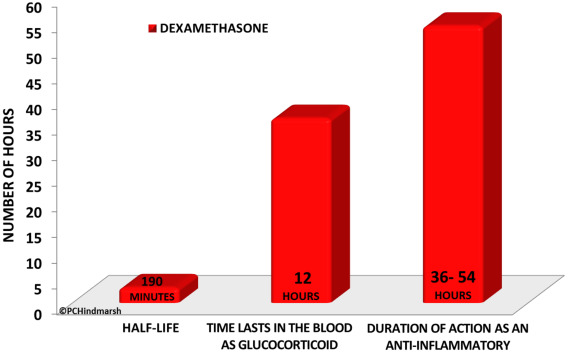 60
55
50
45
40
35
30
25
20
15
10
5
0
NUMBER OF HOURS
DEXAMETHASONE
190
MINUTES
12
HOURS
36- 54
HOURS
©PCHindmarsh
HALF-LIFE
TIME LASTS IN THE BLOOD
AS GLUCOCORTICOID
DURATION OF ACTION AS AN
ANTI-INFLAMMATORY